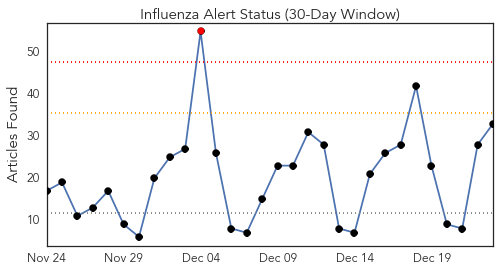 Influenza Alert Status (30-Day Window)
Articles Found
50
40
30
20
10
Nov 24 Nov 29 Dec 04 Dec 09 Dec 14 Dec 19